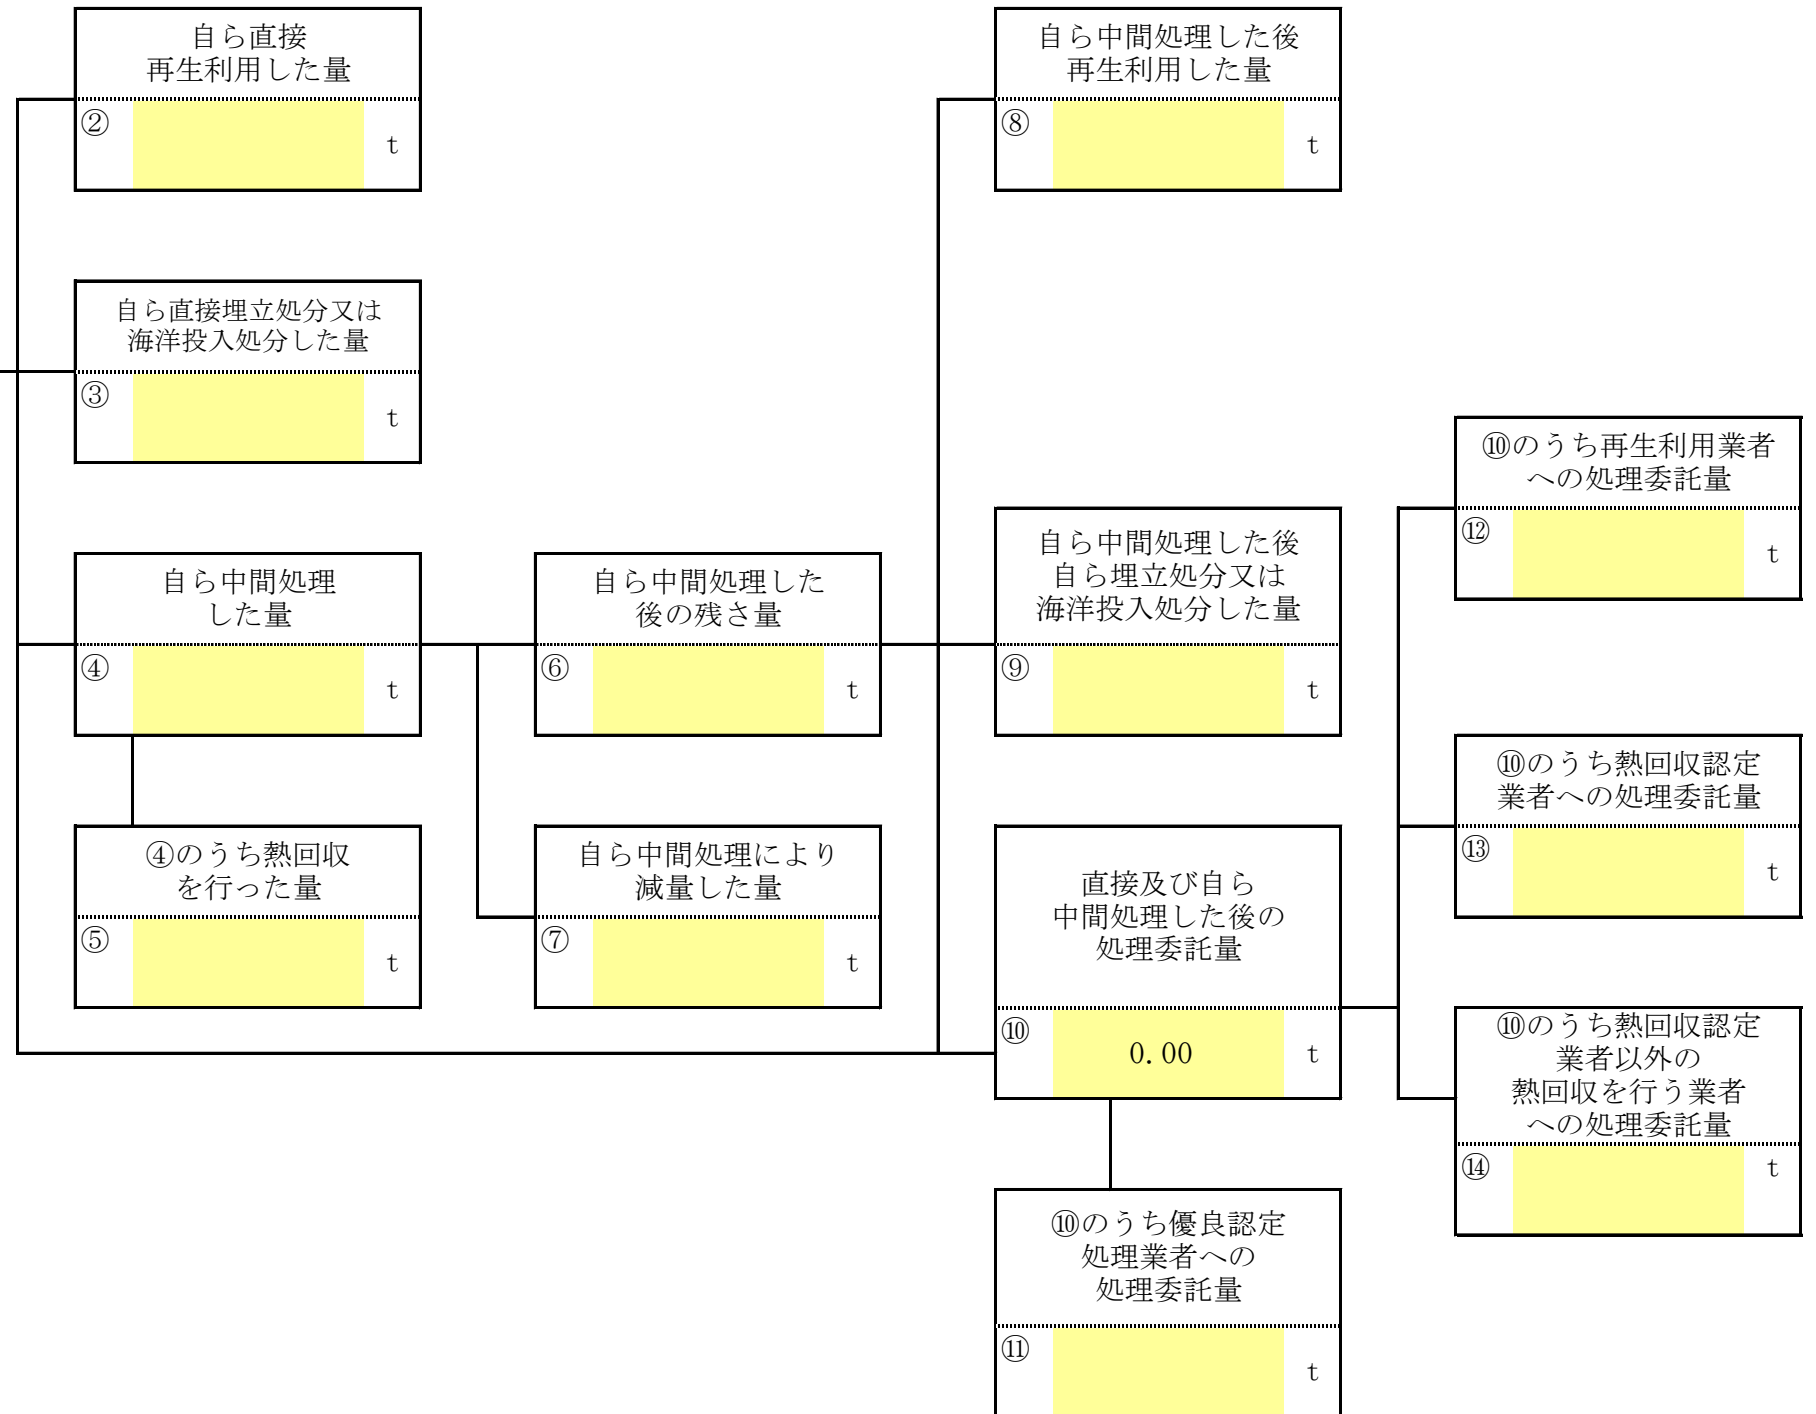 自ら直接
再生利用した量
②
t
自ら中間処理した後
再生利用した量
⑧
t
自ら直接埋立処分又は
海洋投入処分した量
③
t
⑩のうち再生利用業者
への処理委託量
⑫
t
自ら中間処理
した量
④
t
自ら中間処理した
後の残さ量
⑥
t
自ら中間処理した後
自ら埋立処分又は
海洋投入処分した量
⑨
t
⑩のうち熱回収認定
業者への処理委託量
⑬
t
④のうち熱回収
を行った量
⑤
t
自ら中間処理により
減量した量
⑦
t
直接及び自ら
中間処理した後の
処理委託量
⑩
0.00 t
⑩のうち熱回収認定
業者以外の
熱回収を行う業者
への処理委託量
⑭
t
⑩のうち優良認定
処理業者への
処理委託量
⑪
t